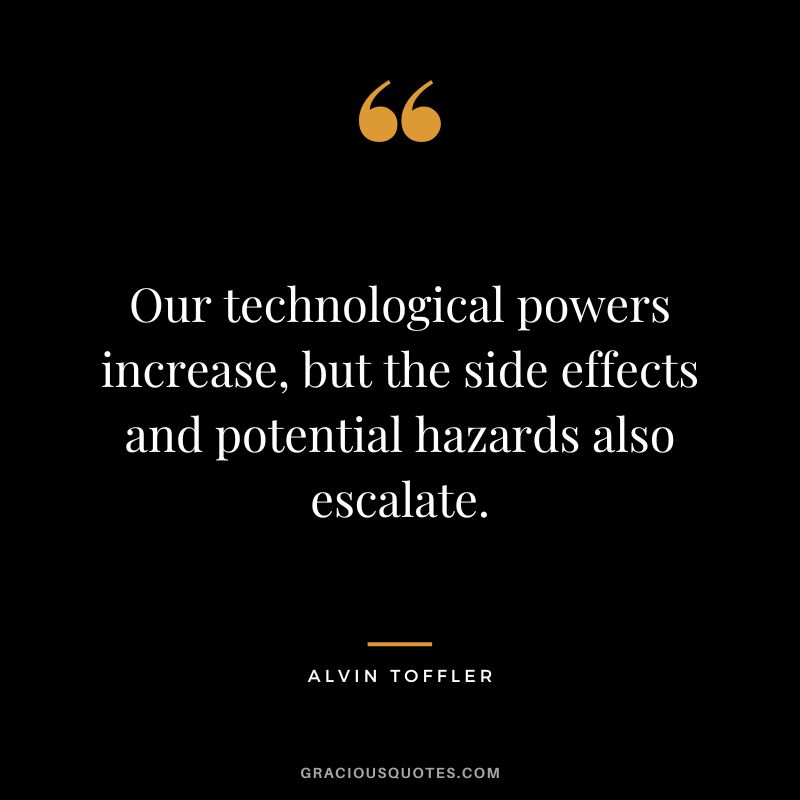 “
Our technological powers
increase, but the side effects
and potential hazards also
escalate.
ALVIN TOFFLER
GRACIOUSQUOTES.COM